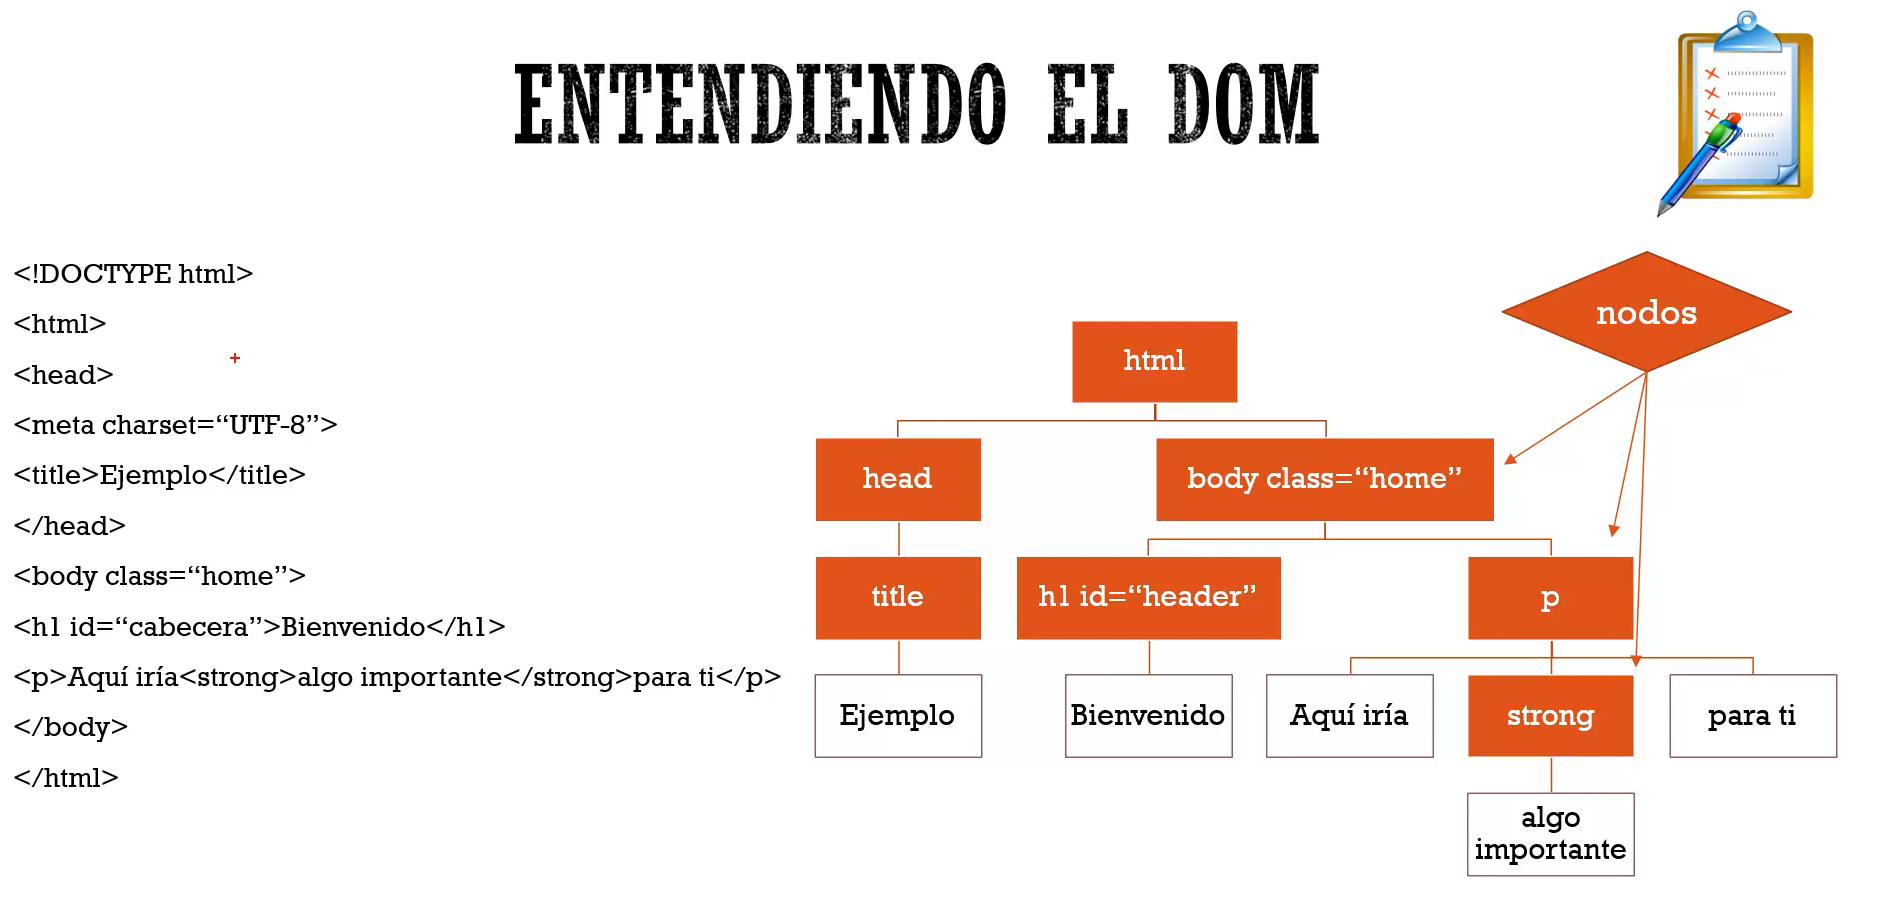 ENTENDIENDO EL DOM
<!DOCTYPE html>
<html>
<head>
<meta charset=“UTF-8”>
<title>Ejemplo</title>
</head>
<body class=“home”>
<h1 id=“cabecera”>Bienvenido</h1>
<p>Aquí iría<strong>algo importante</strong>para ti</p>
</body>
</html>
nodos
html
head
body class=“home”
title
h1 id=“header”
p
Ejemplo
Bienvenido
Aquí iría
strong
para ti
algo
importante